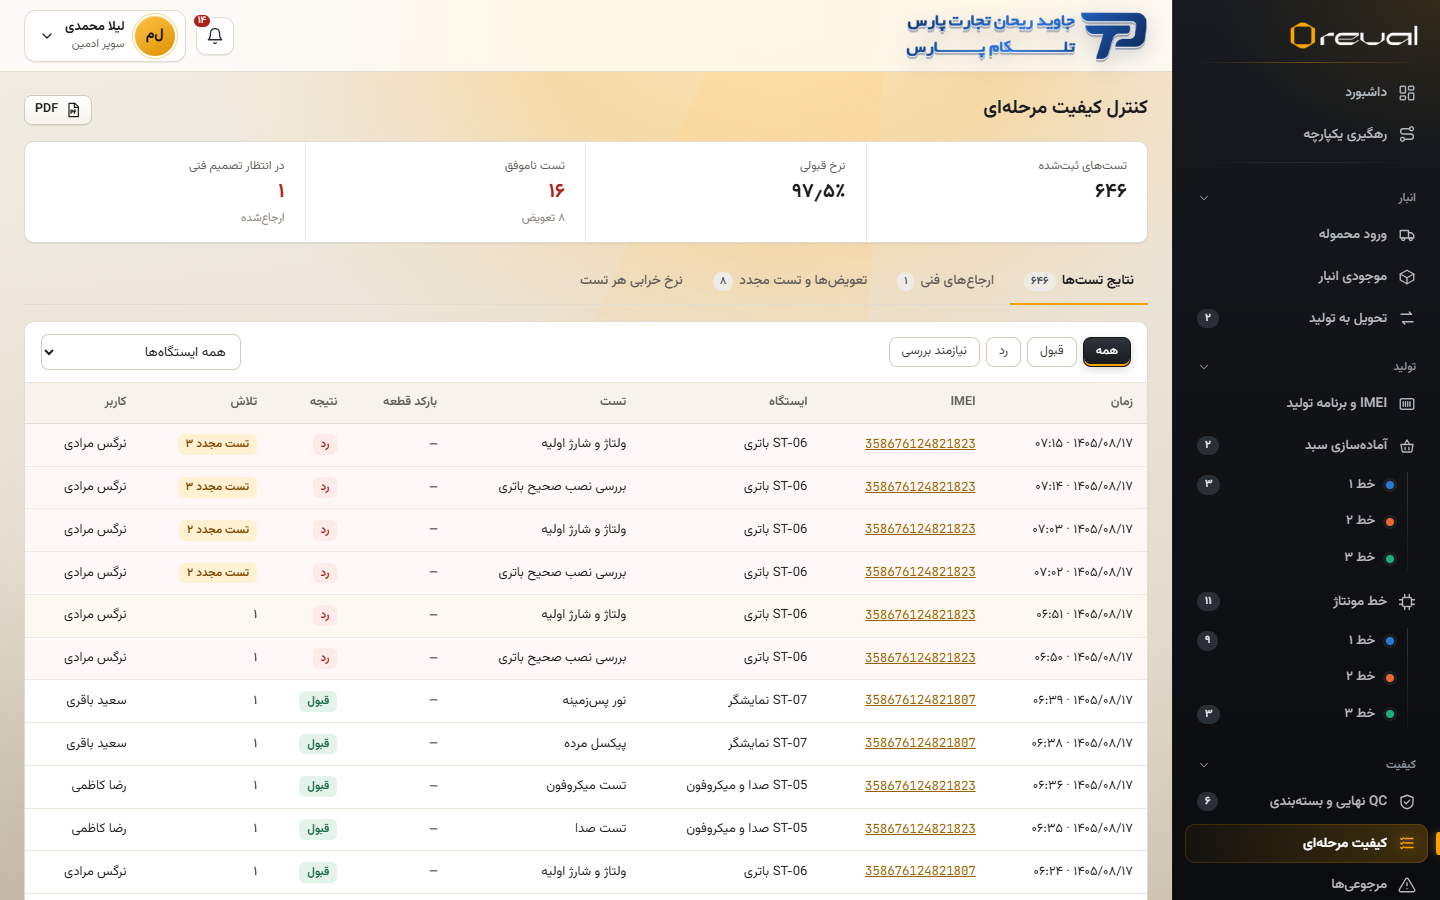 reval
داشبورد
رهگیری یکپارچه
انبار
ورود محموله
موجودی انبار
تحویل به تولید ۲
تولید
IMEI و برنامه تولید
آماده‌سازی سبد ۲
خط ۱ ۳
خط ۲
خط ۳
خط مونتاژ ۱۱
خط ۱ ۹
خط ۲
خط ۳ ۳
کیفیت
QC نهایی و بسته‌بندی ۶
کیفیت مرحله‌ای
مرجوعی‌ها
جاوید ریحان تجارت پارس
تلکام پارس
۱۴
ل‌م
لیلا محمدی
سوپر ادمین
کنترل کیفیت مرحله‌ای
PDF
تست‌های ثبت‌شده
۶۴۶
نرخ قبولی
۹۷٫۵٪
تست ناموفق
۱۶
۸ تعویض
در انتظار تصمیم فنی
۱
ارجاع‌شده
نتایج تست‌ها ۶۴۶ ارجاع‌های فنی ۱ تعویض‌ها و تست مجدد ۸ نرخ خرابی هر تست
همه قبول رد نیازمند بررسی همه ایستگاه‌ها
زمان IMEI ایستگاه تست بارکد قطعه نتیجه تلاش کاربر
۱۴۰۵/۰۸/۱۷ · ۰۷:۱۵ 358676124821823 ST-06 باتری ولتاژ و شارژ اولیه — رد تست مجدد ۳ نرگس مرادی
۱۴۰۵/۰۸/۱۷ · ۰۷:۱۴ 358676124821823 ST-06 باتری بررسی نصب صحیح باتری — رد تست مجدد ۳ نرگس مرادی
۱۴۰۵/۰۸/۱۷ · ۰۷:۰۳ 358676124821823 ST-06 باتری ولتاژ و شارژ اولیه — رد تست مجدد ۲ نرگس مرادی
۱۴۰۵/۰۸/۱۷ · ۰۷:۰۲ 358676124821823 ST-06 باتری بررسی نصب صحیح باتری — رد تست مجدد ۲ نرگس مرادی
۱۴۰۵/۰۸/۱۷ · ۰۶:۵۱ 358676124821823 ST-06 باتری ولتاژ و شارژ اولیه — رد ۱ نرگس مرادی
۱۴۰۵/۰۸/۱۷ · ۰۶:۵۰ 358676124821823 ST-06 باتری بررسی نصب صحیح باتری — رد ۱ نرگس مرادی
۱۴۰۵/۰۸/۱۷ · ۰۶:۳۹ 358676124821807 ST-07 نمایشگر نور پس‌زمینه — قبول ۱ سعید باقری
۱۴۰۵/۰۸/۱۷ · ۰۶:۳۸ 358676124821807 ST-07 نمایشگر پیکسل مرده — قبول ۱ سعید باقری
۱۴۰۵/۰۸/۱۷ · ۰۶:۳۶ 358676124821807 ST-05 صدا و میکروفون تست میکروفون — قبول ۱ رضا کاظمی
۱۴۰۵/۰۸/۱۷ · ۰۶:۳۵ 358676124821807 ST-05 صدا و میکروفون تست صدا — قبول ۱ رضا کاظمی
۱۴۰۵/۰۸/۱۷ · ۰۶:۲۴ 358676124821807 ST-06 باتری ولتاژ و شارژ اولیه — قبول ۱ نرگس مرادی